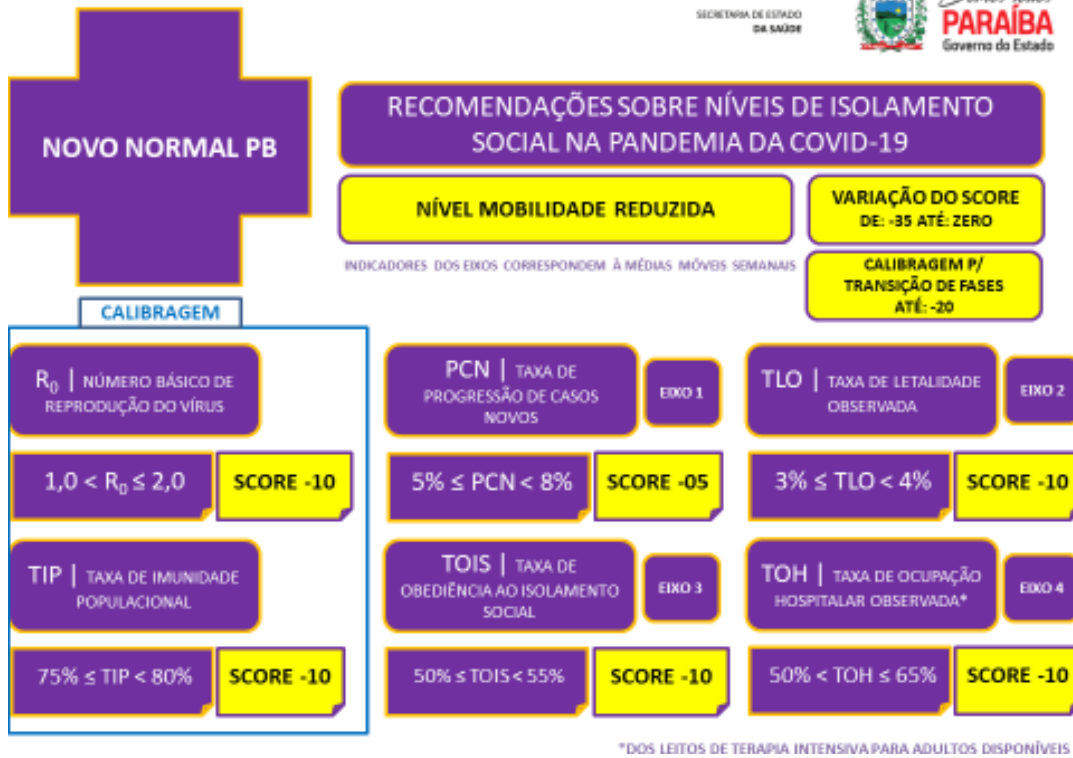 SECRETARIA DE ESTADO
DA SAÚDE
PARAÍBA
Governo do Estado
NOVO NORMAL PB
RECOMENDAÇÕES SOBRE NÍVEIS DE ISOLAMENTO
SOCIAL NA PANDEMIA DA COVID-19
NÍVEL MOBILIDADE REDUZIDA
VARIAÇÃO DO SCORE
DE: -35 ATÉ: ZERO
INDICADORES DOS EIXOS CORRESPONDEM À MÉDIAS MÓVEIS SEMANAIS
CALIBRAGEM P/
TRANSIÇÃO DE FASES
ATÉ: -20
CALIBRAGEM
R₀ | NÚMERO BÁSICO DE
REPRODUÇÃO DO VÍRUS
PCN | TAXA DE
PROGRESSÃO DE CASOS
NOVOS
EIXO 1
TLO | TAXA DE LETALIDADE
OBSERVADA
EIXO 2
1,0 < R₀ ≤ 2,0
SCORE -10
5% ≤ PCN < 8%
SCORE -05
3% ≤ TLO < 4%
SCORE -10
TIP | TAXA DE IMUNIDADE
POPULACIONAL
TOIS | TAXA DE
OBEDIÊNCIA AO ISOLAMENTO
SOCIAL
EIXO 3
TOH | TAXA DE OCUPAÇÃO
HOSPITALAR OBSERVADA*
EIXO 4
75% ≤ TIP < 80%
SCORE -10
50% ≤ TOIS < 55%
SCORE -10
50% < TOH ≤ 65%
SCORE -10
*DOS LEITOS DE TERAPIA INTENSIVA PARA ADULTOS DISPONÍVEIS